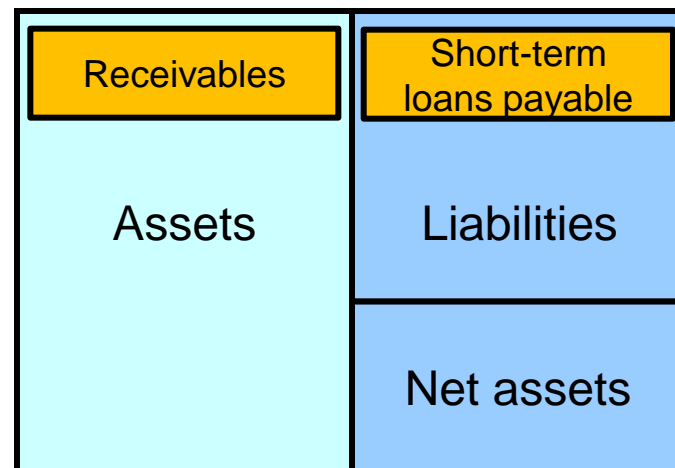 Receivables
Short-term
loans payable
Assets
Liabilities
Net assets